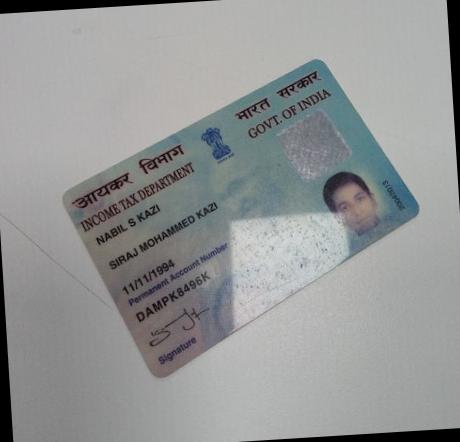 आयकर विभाग
INCOME TAX DEPARTMENT
भारत सरकार
GOVT. OF INDIA
NABIL S KAZI
SIRAJ MOHAMMED KAZI
11/11/1994
Permanent Account Number
DAMPK8496K
Signature